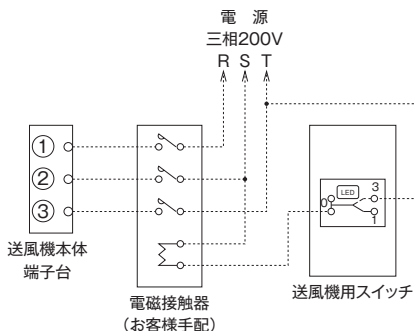 電 源
三相200V
R S T
①
②
③
送風機本体
端子台
電磁接触器
(お客様手配)
LED
3
0
1
送風機用スイッチ